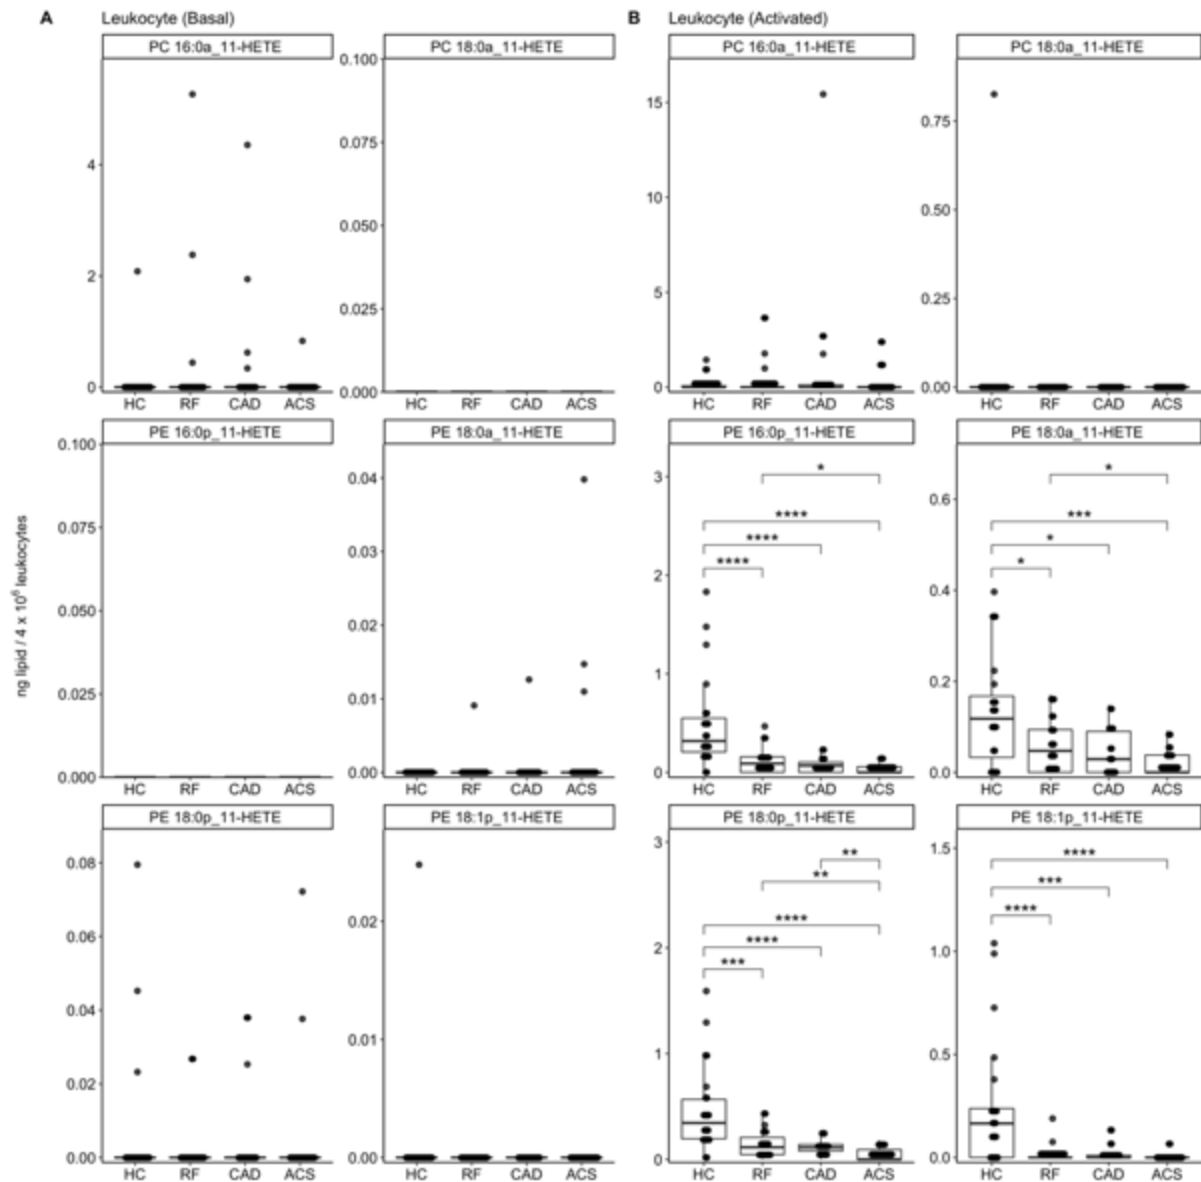 A Leukocyte (Basal) B Leukocyte (Activated)
PC 16:0a_11-HETE PC 18:0a_11-HETE PC 16:0a_11-HETE PC 18:0a_11-HETE
4 2 0
0.100 0.075 0.050 0.025 0.000
15 10 5 0
0.75 0.50 0.25 0.00
HC RF CAD ACS HC RF CAD ACS HC RF CAD ACS HC RF CAD ACS
PE 16:0p_11-HETE PE 18:0a_11-HETE PE 16:0p_11-HETE PE 18:0a_11-HETE
ng lipid / 4 x 10⁶ leukocytes
0.100 0.075 0.050 0.025 0.000
0.04 0.03 0.02 0.01 0.00
3 2 1 0
* **** **** ****
0.6 0.4 0.2 0.0
* *** * *
HC RF CAD ACS HC RF CAD ACS HC RF CAD ACS HC RF CAD ACS
PE 18:0p_11-HETE PE 18:1p_11-HETE PE 18:0p_11-HETE PE 18:1p_11-HETE
0.08 0.06 0.04 0.02 0.00
0.02 0.01 0.00
3 2 1 0
** ** **** **** ***
1.5 1.0 0.5 0.0
**** *** ****
HC RF CAD ACS HC RF CAD ACS HC RF CAD ACS HC RF CAD ACS